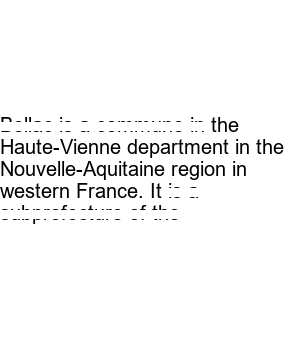 Bellac is a commune in the
Haute-Vienne department in the
Nouvelle-Aquitaine region in
western France. It is a
subprefecture of the